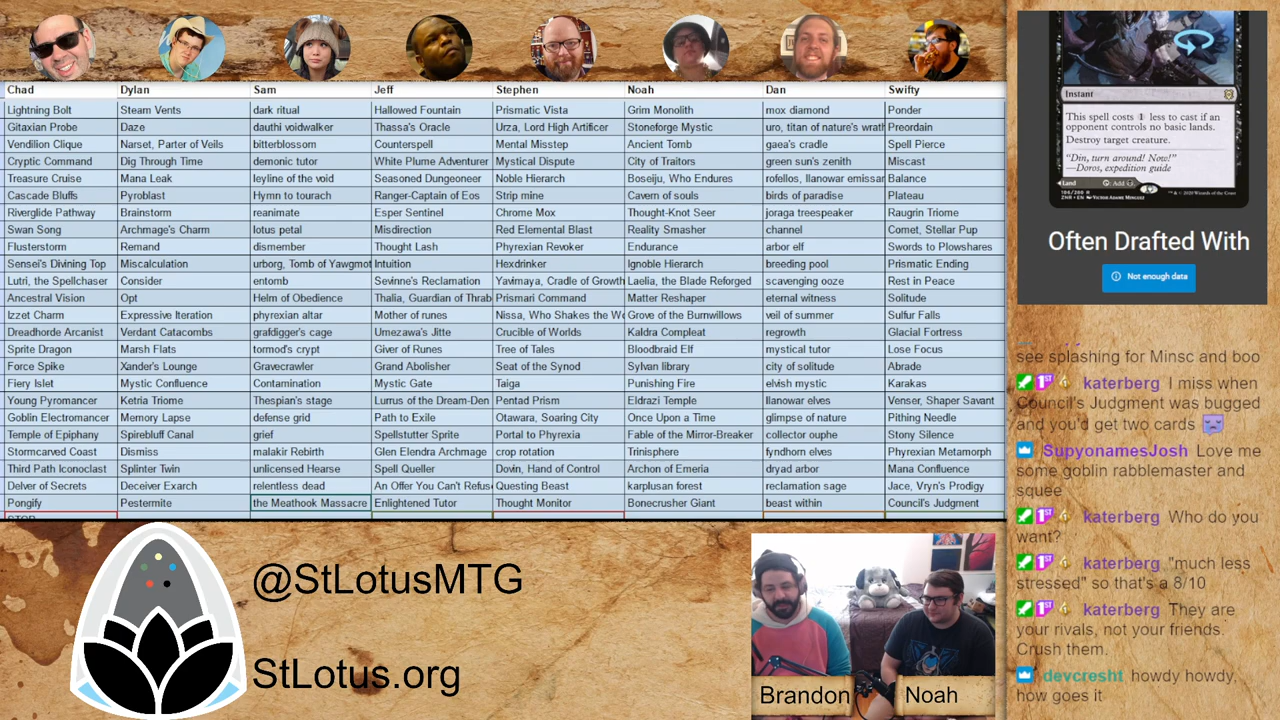 Chad Dylan Sam Jeff Stephen Noah Dan Swifty
Lightning Bolt Steam Vents dark ritual Hallowed Fountain Prismatic Vista Grim Monolith mox diamond Ponder
Gitaxian Probe Daze dauthi voidwalker Thassa's Oracle Urza, Lord High Artificer Stoneforge Mystic uro, titan of nature's wrath Preordain
Vendilion Clique Narset, Parter of Veils bitterblossom Counterspell Mental Misstep Ancient Tomb gaea's cradle Spell Pierce
Cryptic Command Dig Through Time demonic tutor White Plume Adventurer Mystical Dispute City of Traitors green sun's zenith Miscast
Treasure Cruise Mana Leak leyline of the void Seasoned Dungeoneer Noble Hierarch Boseiju, Who Endures rofellos, llanowar emissar Balance
Cascade Bluffs Pyroblast Hymn to tourach Ranger-Captain of Eos Strip mine Cavern of souls birds of paradise Plateau
Riverglide Pathway Brainstorm reanimate Esper Sentinel Chrome Mox Thought-Knot Seer joraga treespeaker Raugrin Triome
Swan Song Archmage's Charm lotus petal Misdirection Red Elemental Blast Reality Smasher channel Comet, Stellar Pup
Flusterstorm Remand dismember Thought Lash Phyrexian Revoker Endurance arbor elf Swords to Plowshares
Sensei's Divining Top Miscalculation urborg, Tomb of Yawgmot Intuition Hexdrinker Ignoble Hierarch breeding pool Prismatic Ending
Lutri, the Spellchaser Consider entomb Sevinne's Reclamation Yavimaya, Cradle of Growth Laelia, the Blade Reforged scavenging ooze Rest in Peace
Ancestral Vision Opt Helm of Obedience Thalia, Guardian of Thrab Prismari Command Matter Reshaper eternal witness Solitude
Izzet Charm Expressive Iteration phyrexian altar Mother of runes Nissa, Who Shakes the Wo Grove of the Burnwillows veil of summer Sulfur Falls
Dreadhorde Arcanist Verdant Catacombs grafdigger's cage Umezawa's Jitte Crucible of Worlds Kaldra Compleat regrowth Glacial Fortress
Sprite Dragon Marsh Flats tormod's crypt Giver of Runes Tree of Tales Bloodbraid Elf mystical tutor Lose Focus
Force Spike Xander's Lounge Gravecrawler Grand Abolisher Seat of the Synod Sylvan library city of solitude Abrade
Fiery Islet Mystic Confluence Contamination Mystic Gate Taiga Punishing Fire elvish mystic Karakas
Young Pyromancer Ketria Triome Thespian's stage Lurrus of the Dream-Den Pentad Prism Eldrazi Temple llanowar elves Venser, Shaper Savant
Goblin Electromancer Memory Lapse defense grid Path to Exile Otawara, Soaring City Once Upon a Time glimpse of nature Pithing Needle
Temple of Epiphany Spirebluff Canal grief Spellstutter Sprite Portal to Phyrexia Fable of the Mirror-Breaker collector ouphe Stony Silence
Stormcarved Coast Dismiss malakir Rebirth Glen Elendra Archmage crop rotation Trinisphere fyndhorn elves Phyrexian Metamorph
Third Path Iconoclast Splinter Twin unlicensed Hearse Spell Queller Dovin, Hand of Control Archon of Emeria dryad arbor Mana Confluence
Delver of Secrets Deceiver Exarch relentless dead An Offer You Can't Refus Questing Beast karplusan forest reclamation sage Jace, Vryn's Prodigy
Pongify Pestermite the Meathook Massacre Enlightened Tutor Thought Monitor Bonecrusher Giant beast within Council's Judgment
@StLotusMTG
StLotus.org
Brandon
Noah
Instant
This spell costs 1 less to cast if an
opponent controls no basic lands.
Destroy target creature.
"Din, turn around! Now!"
—Doros, expedition guide
Land
Add
Often Drafted With
Not enough data
see splashing for Minsc and boo
katerberg I miss when
Council's Judgment was bugged
and you'd get two cards
SupyonamesJosh Love me
some goblin rabblemaster and
squee
katerberg Who do you
want?
katerberg "much less
stressed" so that's a 8/10
katerberg They are
your rivals, not your friends.
Crush them.
devcresht howdy howdy,
how goes it